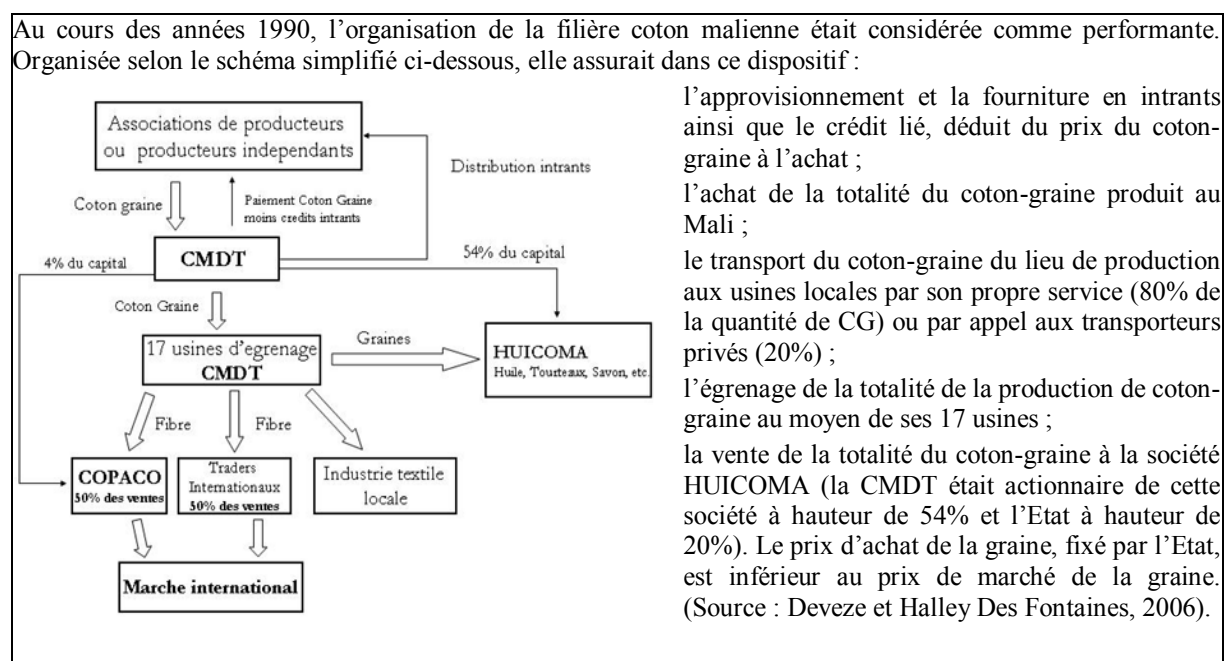 Au cours des années 1990, l’organisation de la filière coton malienne était considérée comme performante.
Organisée selon le schéma simplifié ci-dessous, elle assurait dans ce dispositif :
Associations de producteurs
ou producteurs independants
Distribution intrants
Coton graine
Paiement Coton Graine
moins credits intrants
4% du capital
CMDT
54% du capital
Coton Graine
17 usines d’egrenage
CMDT
Graines
HUICOMA
Huile, Tourteaux, Savon, etc.
Fibre
Fibre
COPACO
50% des ventes
Traders
Internationaux
50% des ventes
Industrie textile
locale
Marche international
l’approvisionnement et la fourniture en intrants
ainsi que le crédit lié, déduit du prix du coton-
graine à l’achat ;
l’achat de la totalité du coton-graine produit au
Mali ;
le transport du coton-graine du lieu de production
aux usines locales par son propre service (80% de
la quantité de CG) ou par appel aux transporteurs
privés (20%) ;
l’égrenage de la totalité de la production de coton-
graine au moyen de ses 17 usines ;
la vente de la totalité du coton-graine à la société
HUICOMA (la CMDT était actionnaire de cette
société à hauteur de 54% et l’Etat à hauteur de
20%). Le prix d’achat de la graine, fixé par l’Etat,
est inférieur au prix de marché de la graine.
(Source : Deveze et Halley Des Fontaines, 2006).